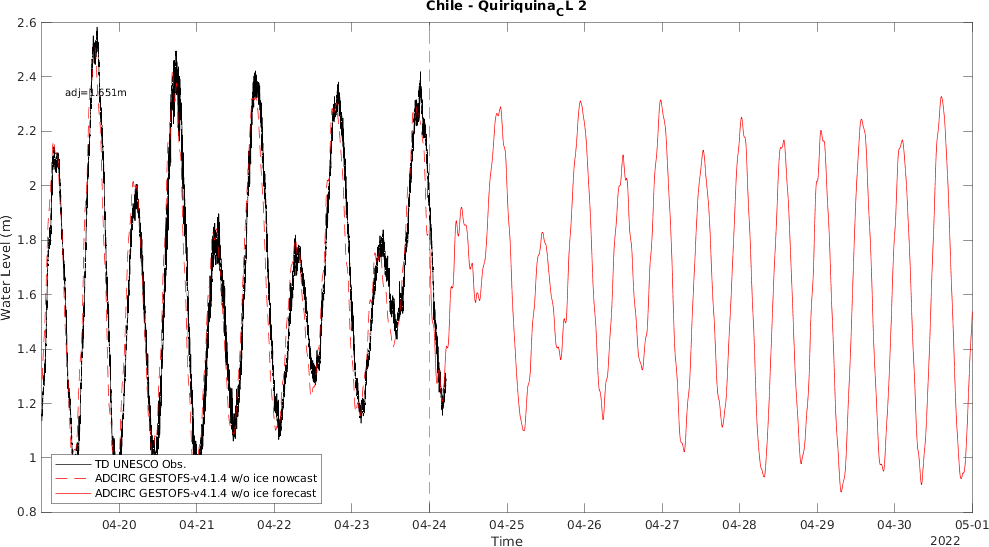 Chile - Quiriquina_CL 2
2.6
2.4
adj=1.651m
2.2
2
1.8
1.6
1.4
1.2
1
0.8
Water Level (m)
TD UNESCO Obs.
ADCIRC GESTOFS-v4.1.4 w/o ice nowcast
ADCIRC GESTOFS-v4.1.4 w/o ice forecast
04-20 04-21 04-22 04-23 04-24 04-25 04-26 04-27 04-28 04-29 04-30 05-01
Time
2022